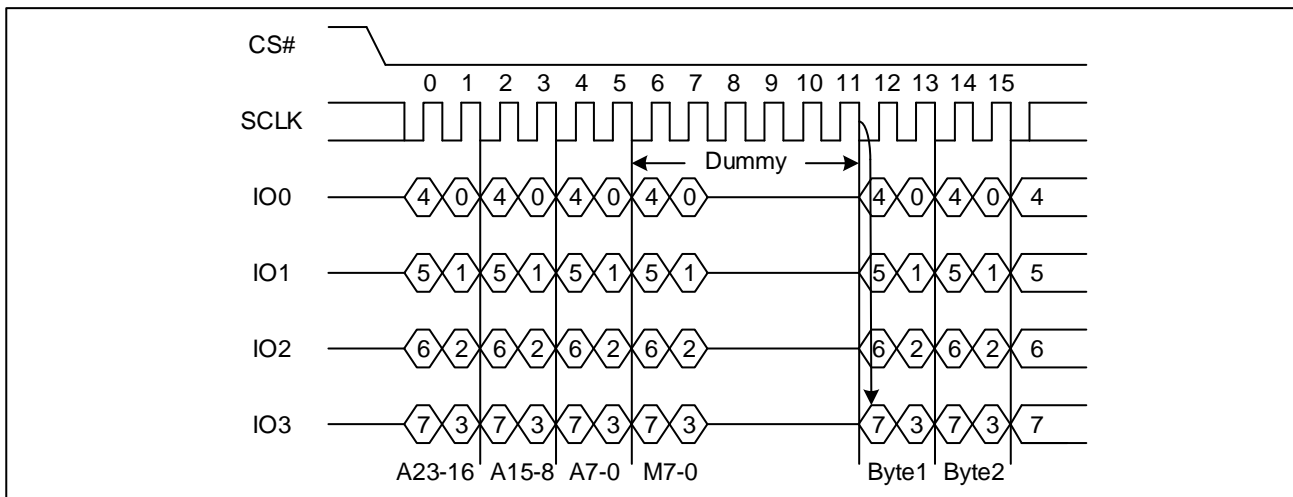 CS#
0 1 2 3 4 5 6 7 8 9 10 11 12 13 14 15
SCLK
Dummy
IO0 4 0 4 0 4 0 4 0 4 0 4 0 4
IO1 5 1 5 1 5 1 5 1 5 1 5 1 5
IO2 6 2 6 2 6 2 6 2 6 2 6 2 6
IO3 7 3 7 3 7 3 7 3 7 3 7 3 7
A23-16 A15-8 A7-0 M7-0 Byte1 Byte2